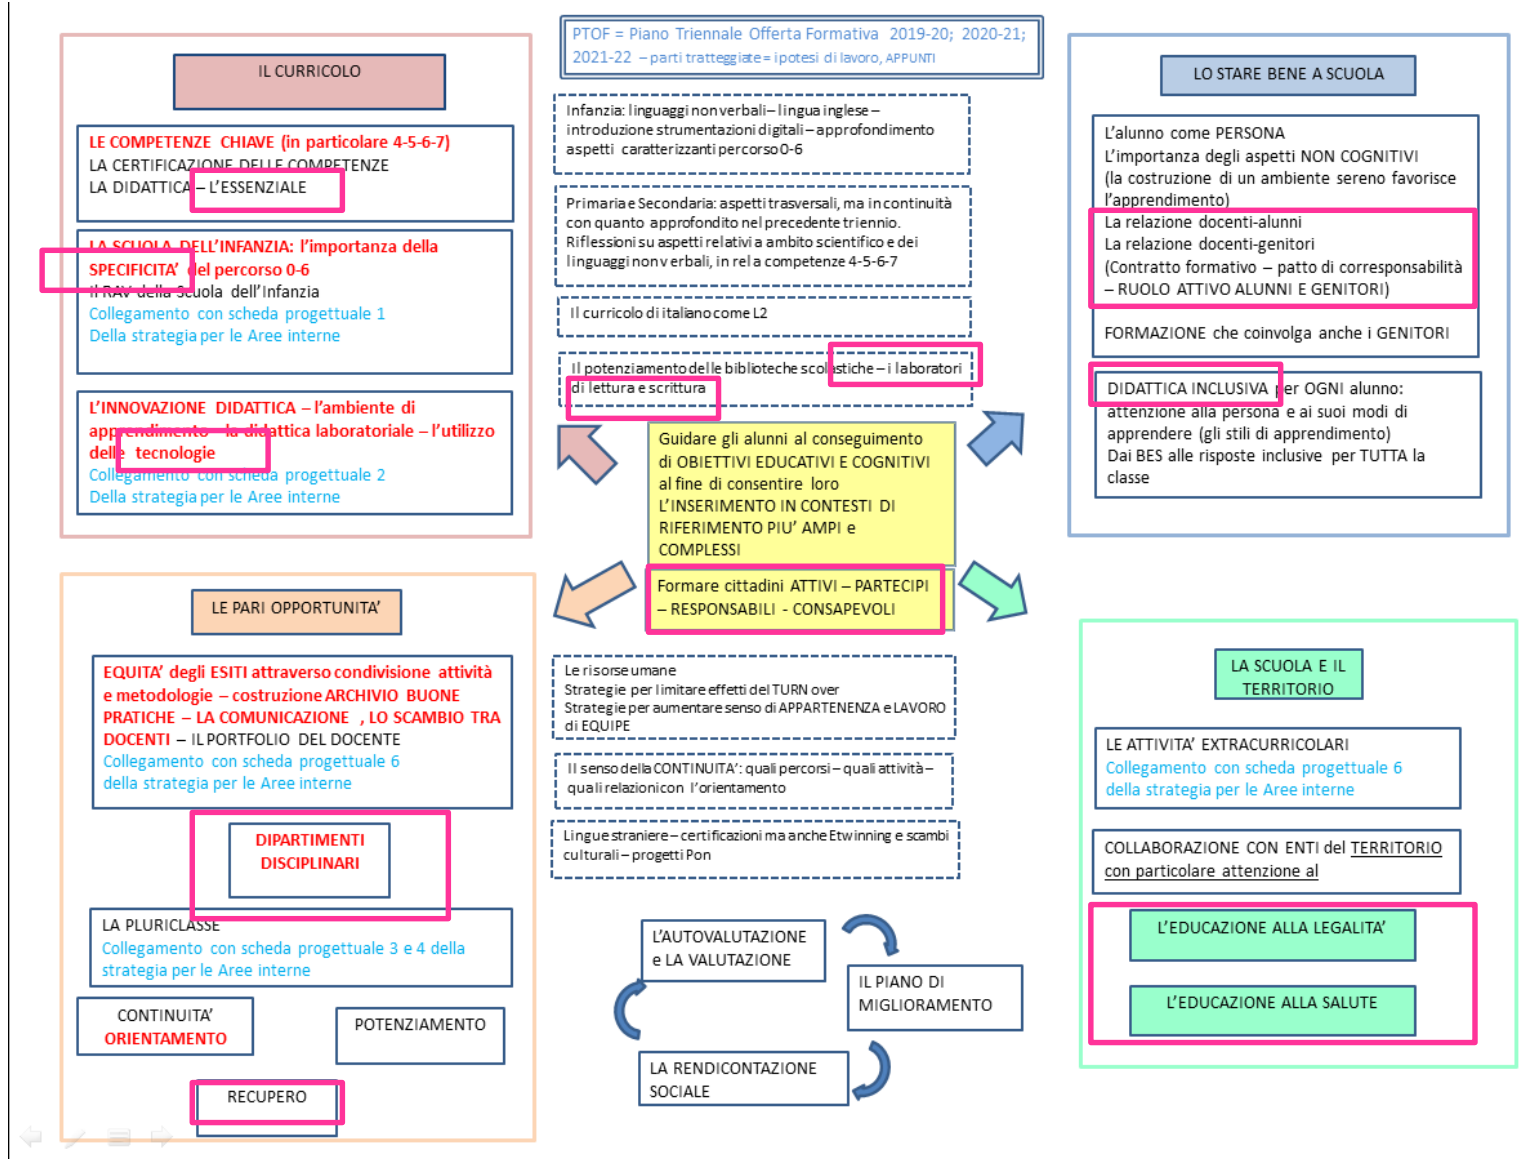 PTOF = Piano Triennale Offerta Formativa 2019-20; 2020-21;
2021-22 – parti tratteggiate = ipotesi di lavoro, APPUNTI
IL CURRICOLO
LE COMPETENZE CHIAVE (in particolare 4-5-6-7)
LA CERTIFICAZIONE DELLE COMPETENZE
LA DIDATTICA – L'ESSENZIALE
LA SCUOLA DELL'INFANZIA: l'importanza della
SPECIFICITA' del percorso 0-6
Il RAV della Scuola dell'Infanzia
Collegamento con scheda progettuale 1
Della strategia per le Aree interne
L'INNOVAZIONE DIDATTICA – l'ambiente di
apprendimento – la didattica laboratoriale – l'utilizzo
delle tecnologie
Collegamento con scheda progettuale 2
Della strategia per le Aree interne
Infanzia: linguaggi non verbali – lingua inglese –
introduzione strumentazioni digitali – approfondimento
aspetti caratterizzanti percorso 0-6
Primaria e Secondaria: aspetti trasversali, ma in continuità
con quanto approfondito nel precedente triennio.
Riflessioni su aspetti relativi a ambito scientifico e dei
linguaggi non verbali, in rel a competenze 4-5-6-7
Il curricolo di italiano come L2
Il potenziamento delle biblioteche scolastiche – i laboratori
di lettura e scrittura
LO STARE BENE A SCUOLA
L'alunno come PERSONA
L'importanza degli aspetti NON COGNITIVI
(la costruzione di un ambiente sereno favorisce
l'apprendimento)
La relazione docenti-alunni
La relazione docenti-genitori
(Contratto formativo – patto di corresponsabilità
– RUOLO ATTIVO ALUNNI E GENITORI)
FORMAZIONE che coinvolga anche i GENITORI
DIDATTICA INCLUSIVA per OGNI alunno:
attenzione alla persona e ai suoi modi di
apprendere (gli stili di apprendimento)
Dai BES alle risposte inclusive per TUTTA la
classe
Guidare gli alunni al conseguimento
di OBIETTIVI EDUCATIVI E COGNITIVI
al fine di consentire loro
L'INSERIMENTO IN CONTESTI DI
RIFERIMENTO PIU' AMPI e
COMPLESSI
Formare cittadini ATTIVI – PARTECIPI
– RESPONSABILI - CONSAPEVOLI
LE PARI OPPORTUNITA'
EQUITA' degli ESITI attraverso condivisione attività
e metodologie – costruzione ARCHIVIO BUONE
PRATICHE – LA COMUNICAZIONE , LO SCAMBIO TRA
DOCENTI – IL PORTFOLIO DEL DOCENTE
Collegamento con scheda progettuale 6
della strategia per le Aree interne
DIPARTIMENTI
DISCIPLINARI
LA PLURICLASSE
Collegamento con scheda progettuale 3 e 4 della
strategia per le Aree interne
CONTINUITA'
ORIENTAMENTO
POTENZIAMENTO
RECUPERO
Le risorse umane
Strategie per limitare effetti del TURN over
Strategie per aumentare senso di APPARTENENZA e LAVORO
di EQUIPE
Il senso della CONTINUITA': quali percorsi – quali attività –
quali relazioni con l'orientamento
Lingue straniere – certificazioni ma anche Etwinning e scambi
culturali – progetti Pon
L'AUTOVALUTAZIONE
e LA VALUTAZIONE
IL PIANO DI
MIGLIORAMENTO
LA RENDICONTAZIONE
SOCIALE
LA SCUOLA E IL
TERRITORIO
LE ATTIVITA' EXTRACURRICOLARI
Collegamento con scheda progettuale 6
della strategia per le Aree interne
COLLABORAZIONE CON ENTI del TERRITORIO
con particolare attenzione al
L'EDUCAZIONE ALLA LEGALITA'
L'EDUCAZIONE ALLA SALUTE